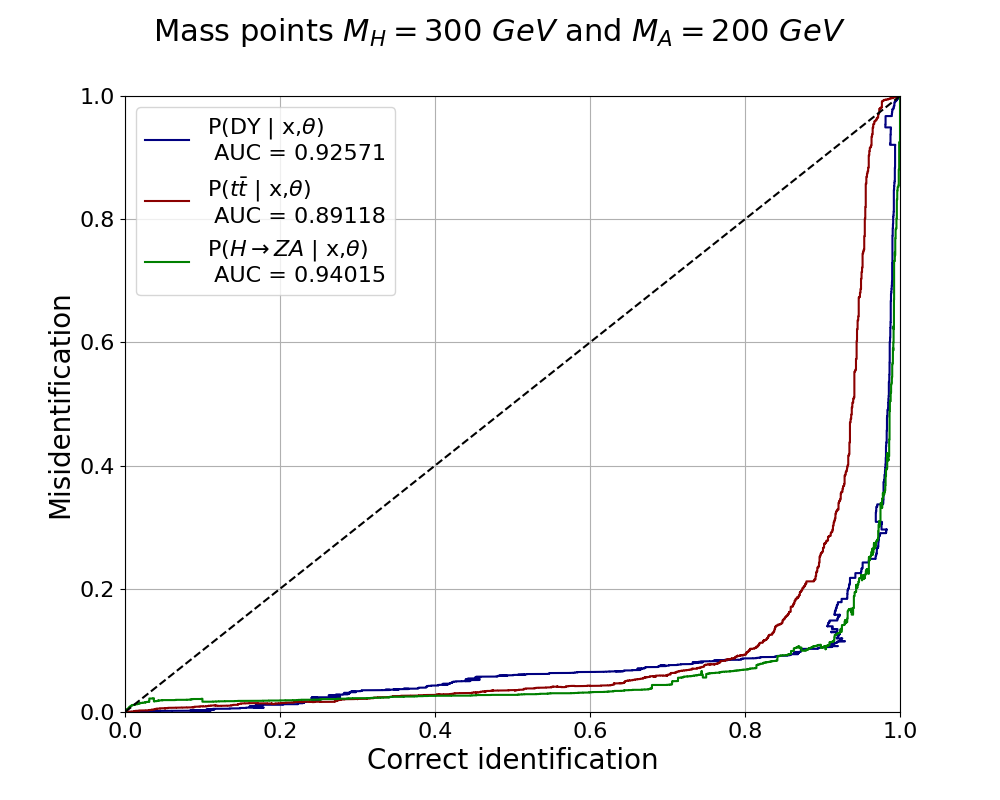 Mass points M_H = 300 GeV and M_A = 200 GeV
P(DY | x,θ)
AUC = 0.92571
P(tt̄ | x,θ)
AUC = 0.89118
P(H → ZA | x,θ)
AUC = 0.94015
1.0
0.8
0.6
0.4
0.2
0.0
Misidentification
0.0 0.2 0.4 0.6 0.8 1.0
Correct identification